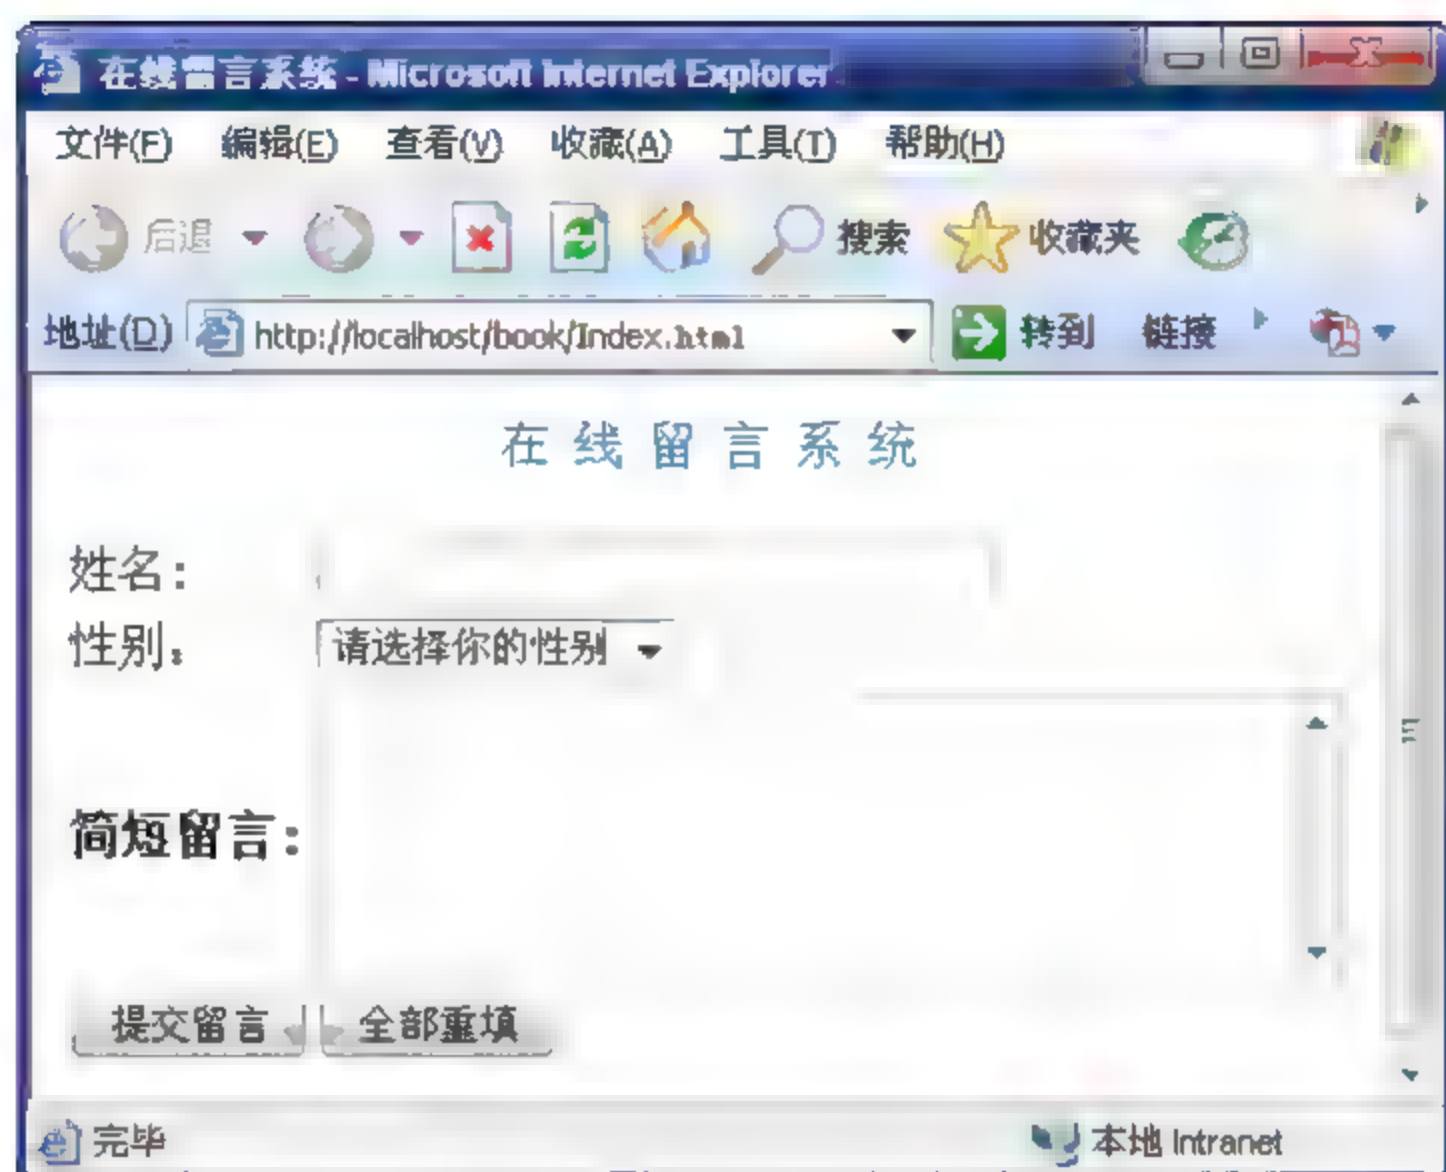 在线留言系统 - Microsoft Internet Explorer
文件(F) 编辑(E) 查看(V) 收藏(A) 工具(T) 帮助(H)
后退 搜索 收藏夹
地址(D) http://localhost/book/Index.html 转到 链接
在线留言系统
姓名：
性别： 请选择你的性别
简短留言：
提交留言 全部重填
完毕 本地 Intranet